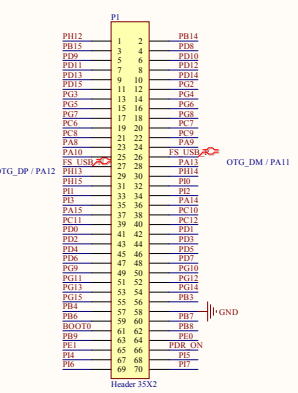 P1
PH12 1 2 PB14
PB15 3 4 PD8
PD9 5 6 PD10
PD11 7 8 PD12
PD13 9 10 PD14
PD15 11 12 PG2
PG3 13 14 PG4
PG5 15 16 PG6
PG7 17 18 PG8
PC6 19 20 PC7
PC8 21 22 PC9
PA8 23 24 PA9
PA10 25 26 FS_USB
OTG_DM / PA11
FS_USB 27 28 PA13
OTG_DP / PA12
PH13 29 30 PH14
PH15 31 32 PI0
PI1 33 34 PI2
PI3 35 36 PA14
PA15 37 38 PC10
PC11 39 40 PC12
PD0 41 42 PD1
PD2 43 44 PD3
PD4 45 46 PD5
PD6 47 48 PD7
PG9 49 50 PG10
PG11 51 52 PG12
PG13 53 54 PG14
PG15 55 56 PB3
PB4 57 58 GND
PB6 59 60 PB7
BOOT0 61 62 PB8
PB9 63 64 PE0
PE1 65 66 PDR_ON
PI4 67 68 PI5
PI6 69 70 PI7
Header 35X2